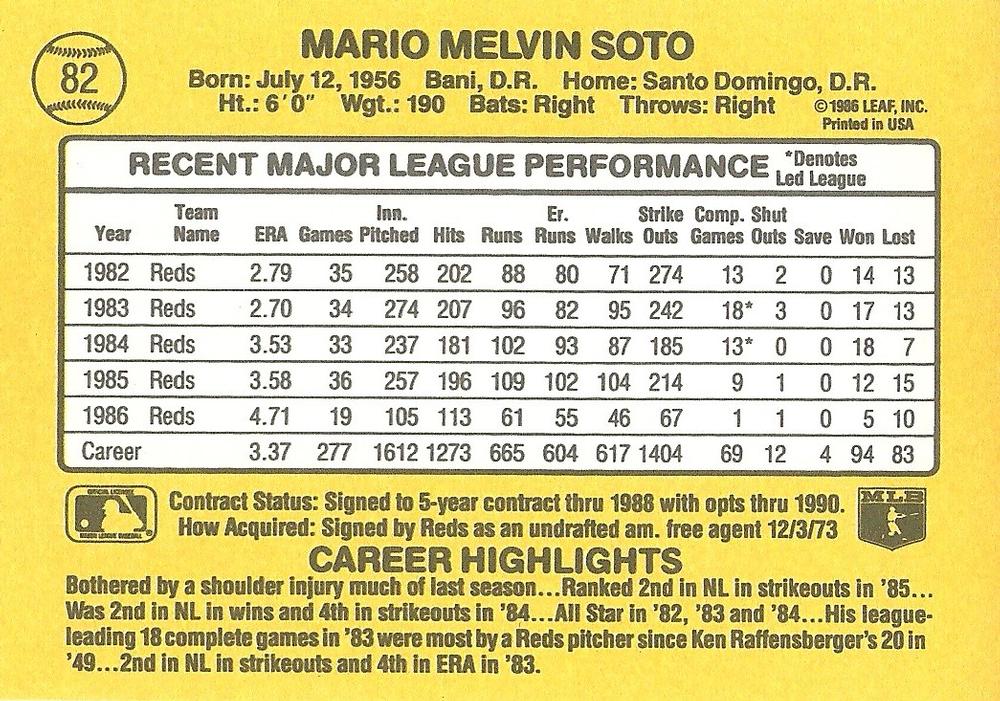 82
MARIO MELVIN SOTO
Born: July 12, 1956 Bani, D.R. Home: Santo Domingo, D.R.
Ht.: 6'0" Wgt.: 190 Bats: Right Throws: Right ©1986 LEAF, INC.
Printed in USA
RECENT MAJOR LEAGUE PERFORMANCE *Denotes Led League
Year Team Name ERA Games Inn. Pitched Hits Runs Er. Runs Walks Strike Outs Comp. Games Shut Outs Save Won Lost
1982 Reds 2.79 35 258 202 88 80 71 274 13 2 0 14 13
1983 Reds 2.70 34 274 207 96 82 95 242 18* 3 0 17 13
1984 Reds 3.53 33 237 181 102 93 87 185 13* 0 0 18 7
1985 Reds 3.58 36 257 196 109 102 104 214 9 1 0 12 15
1986 Reds 4.71 19 105 113 61 55 46 67 1 1 0 5 10
Career 3.37 277 1612 1273 665 604 617 1404 69 12 4 94 83
OFFICIAL LICENSEE
MAJOR LEAGUE BASEBALL
Contract Status: Signed to 5-year contract thru 1988 with opts thru 1990.
How Acquired: Signed by Reds as an undrafted am. free agent 12/3/73
MLB
CAREER HIGHLIGHTS
Bothered by a shoulder injury much of last season...Ranked 2nd in NL in strikeouts in '85...
Was 2nd in NL in wins and 4th in strikeouts in '84...All Star in '82, '83 and '84...His league-
leading 18 complete games in '83 were most by a Reds pitcher since Ken Raffensberger's 20 in
'49...2nd in NL in strikeouts and 4th in ERA in '83.